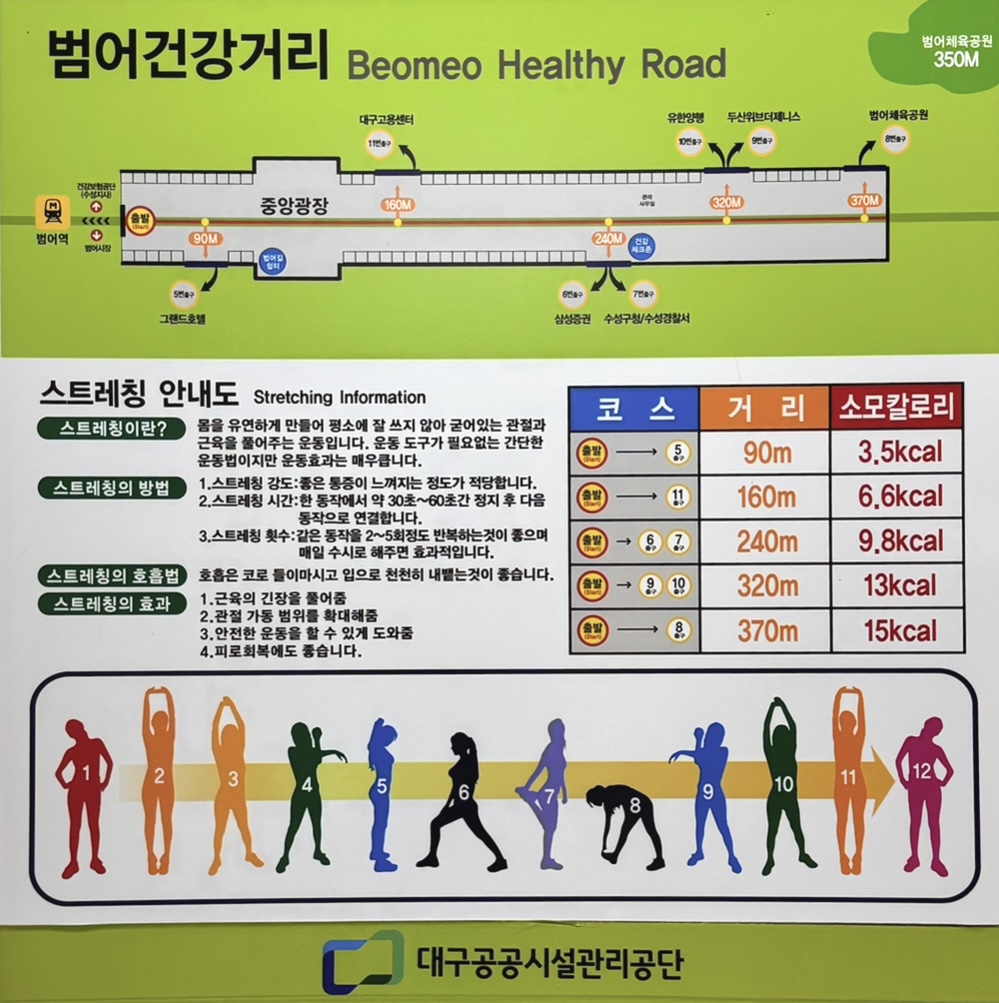 범어건강거리 Beomeo Healthy Road
범어체육공원
350M
대구고용센터
11번출구
유한양행
10번출구
두산위브더제니스
9번출구
범어체육공원
8번출구
건강보험공단
(수성지사)
범어역
범어시장
출발
(Start)
중앙광장
160M
관리
사무실
320M
370M
90M
240M
범어길
쉼터
건강
체크존
5번출구
그랜드호텔
6번출구
삼성증권
7번출구
수성구청/수성경찰서
스트레칭 안내도 Stretching Information
스트레칭이란?
몸을 유연하게 만들어 평소에 잘 쓰지 않아 굳어있는 관절과
근육을 풀어주는 운동입니다. 운동 도구가 필요없는 간단한
운동법이지만 운동효과는 매우큽니다.
스트레칭의 방법
1.스트레칭 강도:좋은 통증이 느껴지는 정도가 적당합니다.
2.스트레칭 시간:한 동작에서 약 30초~60초간 정지 후 다음
동작으로 연결합니다.
3.스트레칭 횟수:같은 동작을 2~5회정도 반복하는것이 좋으며
매일 수시로 해주면 효과적입니다.
스트레칭의 호흡법
호흡은 코로 들이마시고 입으로 천천히 내뱉는것이 좋습니다.
스트레칭의 효과
1.근육의 긴장을 풀어줌
2.관절 가동 범위를 확대해줌
3.안전한 운동을 할 수 있게 도와줌
4.피로회복에도 좋습니다.
코 스 거 리 소모칼로리
출발 (Start) → 5 출구 90m 3.5kcal
출발 (Start) → 11 출구 160m 6.6kcal
출발 (Start) → 6 출구 7 출구 240m 9.8kcal
출발 (Start) → 9 출구 10 출구 320m 13kcal
출발 (Start) → 8 출구 370m 15kcal
1 2 3 4 5 6 7 8 9 10 11 12
대구공공시설관리공단